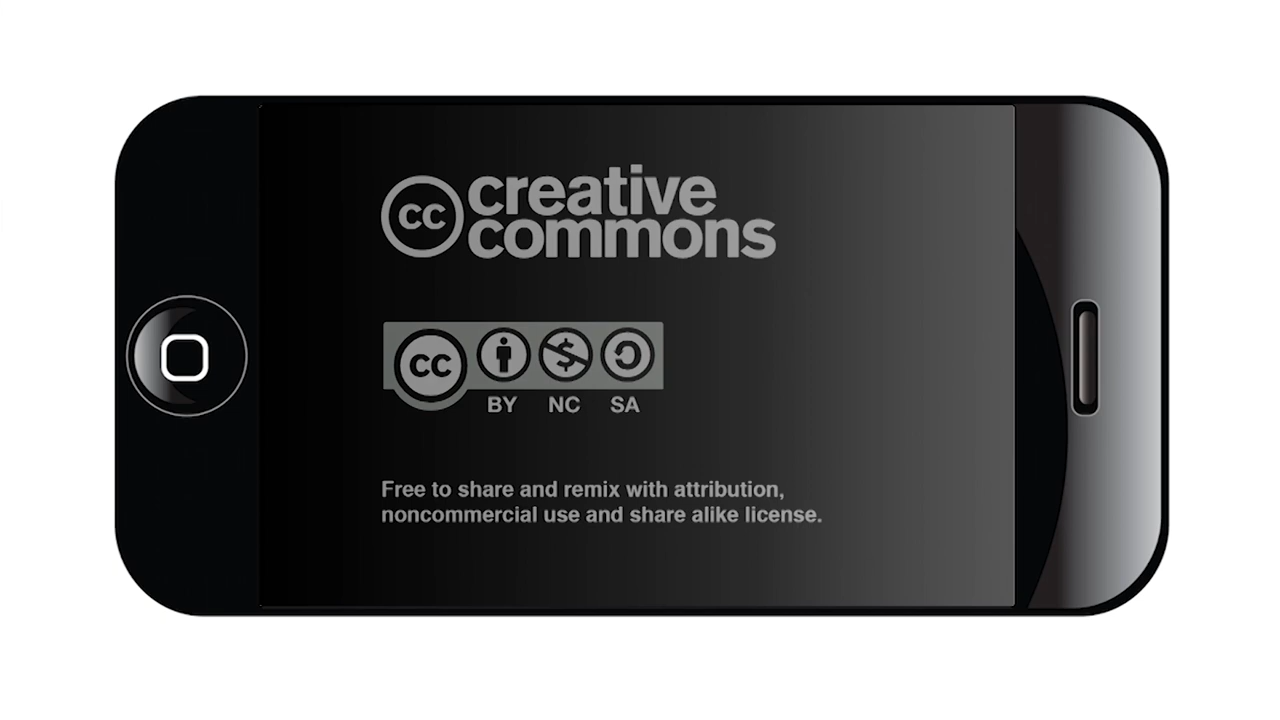 cc creative
commons
cc
BY NC SA
Free to share and remix with attribution,
noncommercial use and share alike license.